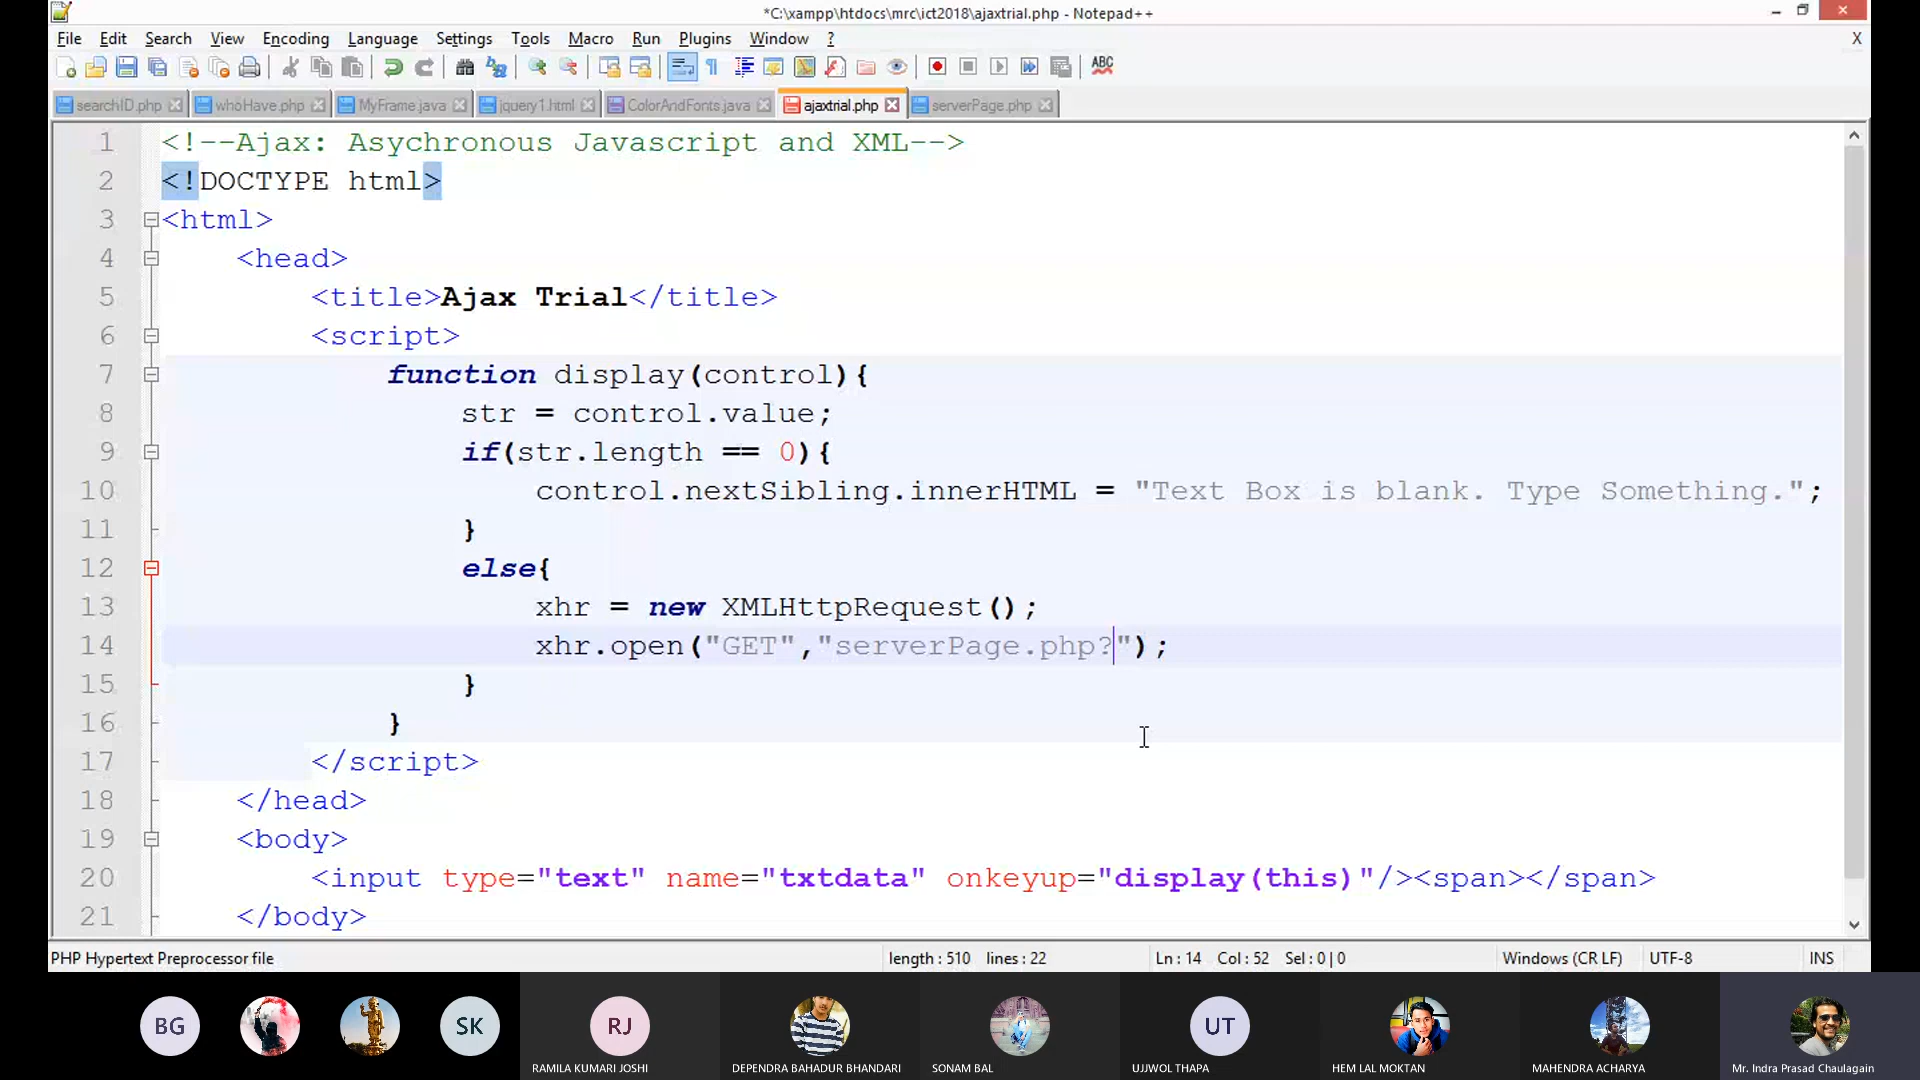 *C:\xampp\htdocs\mrc\ict2018\ajaxtrial.php - Notepad++
File Edit Search View Encoding Language Settings Tools Macro Run Plugins Window ? X
ABC
searchID.php whoHave.php MyFrame.java jquery1.html ColorAndFonts.java ajaxtrial.php serverPage.php
1 <!--Ajax: Asychronous Javascript and XML-->
2 <!DOCTYPE html>
3 <html>
4 <head>
5 <title>Ajax Trial</title>
6 <script>
7 function display(control){
8 str = control.value;
9 if(str.length == 0){
10 control.nextSibling.innerHTML = "Text Box is blank. Type Something.";
11 }
12 else{
13 xhr = new XMLHttpRequest();
14 xhr.open("GET","serverPage.php?");
15 }
16 }
17 </script>
18 </head>
19 <body>
20 <input type="text" name="txtdata" onkeyup="display(this)"/><span></span>
21 </body>
PHP Hypertext Preprocessor file length : 510 lines : 22 Ln : 14 Col : 52 Sel : 0 | 0 Windows (CR LF) UTF-8 INS
BG SK RJ UT
RAMILA KUMARI JOSHI DEPENDRA BAHADUR BHANDARI SONAM BAL UJJWOL THAPA HEM LAL MOKTAN MAHENDRA ACHARYA Mr. Indra Prasad Chaulagain